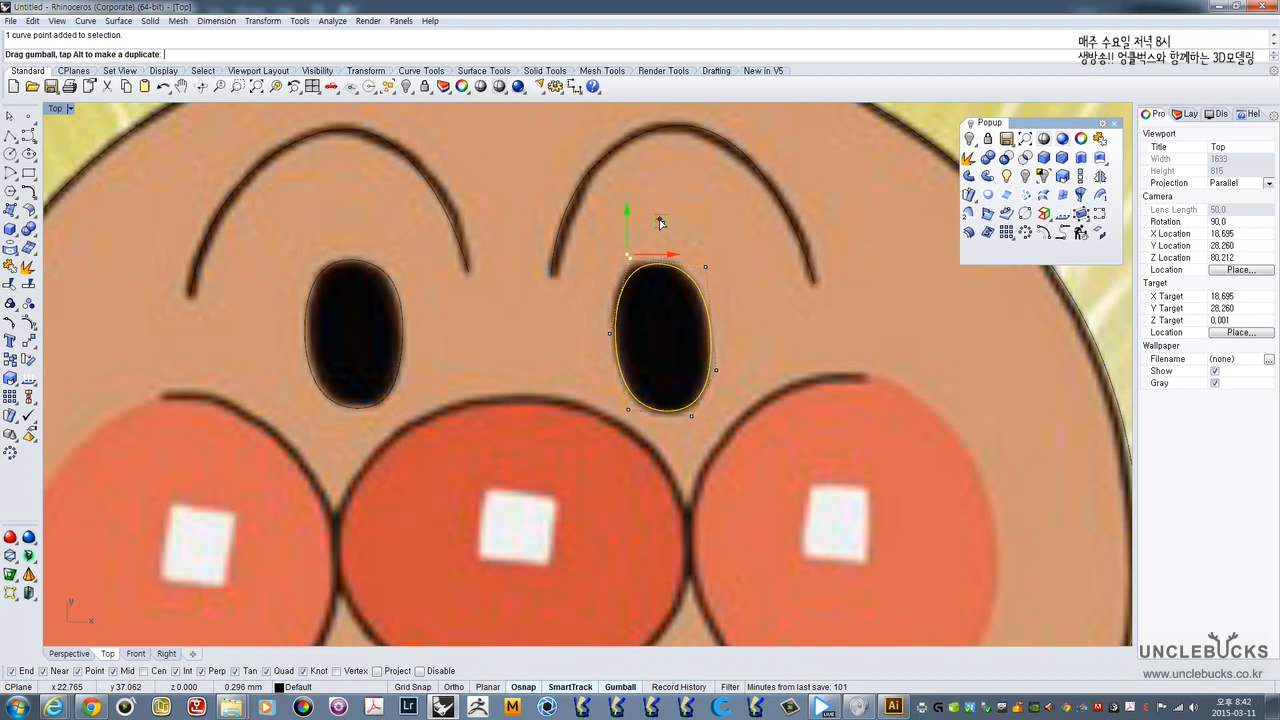 Untitled - Rhinoceros (Corporate) (64-bit) - [Top]
File Edit View Curve Surface Solid Mesh Dimension Transform Tools Analyze Render Panels Help
1 curve point added to selection.
Drag gumball, tap Alt to make a duplicate:
매주 수요일 저녁 8시
생방송!! 엉클벅스와 함께하는 3D모델링
Standard CPlanes Set View Display Select Viewport Layout Visibility Transform Curve Tools Surface Tools Solid Tools Mesh Tools Render Tools Drafting New in V5
Top
Popup
Pro Lay Dis Hel
Viewport
Title Top
Width 1633
Height 815
Projection Parallel
Camera
Lens Length 50,0
Rotation 90,0
X Location 18,695
Y Location 28,260
Z Location 80,212
Location Place...
Target
X Target 18,695
Y Target 28,260
Z Target 0,001
Location Place...
Wallpaper
Filename (none) ...
Show
Gray
y
x
Perspective Top Front Right
End Near Point Mid Cen Int Perp Tan Quad Knot Vertex Project Disable
UNCLEBUCKS
www.unclebucks.co.kr
CPlane x 22.765 y 37.062 z 0.000 0.296 mm Default Grid Snap Ortho Planar Osnap SmartTrack Gumball Record History Filter Minutes from last save: 101
Lr M LIVE Ai
오후 8:42
2015-03-11